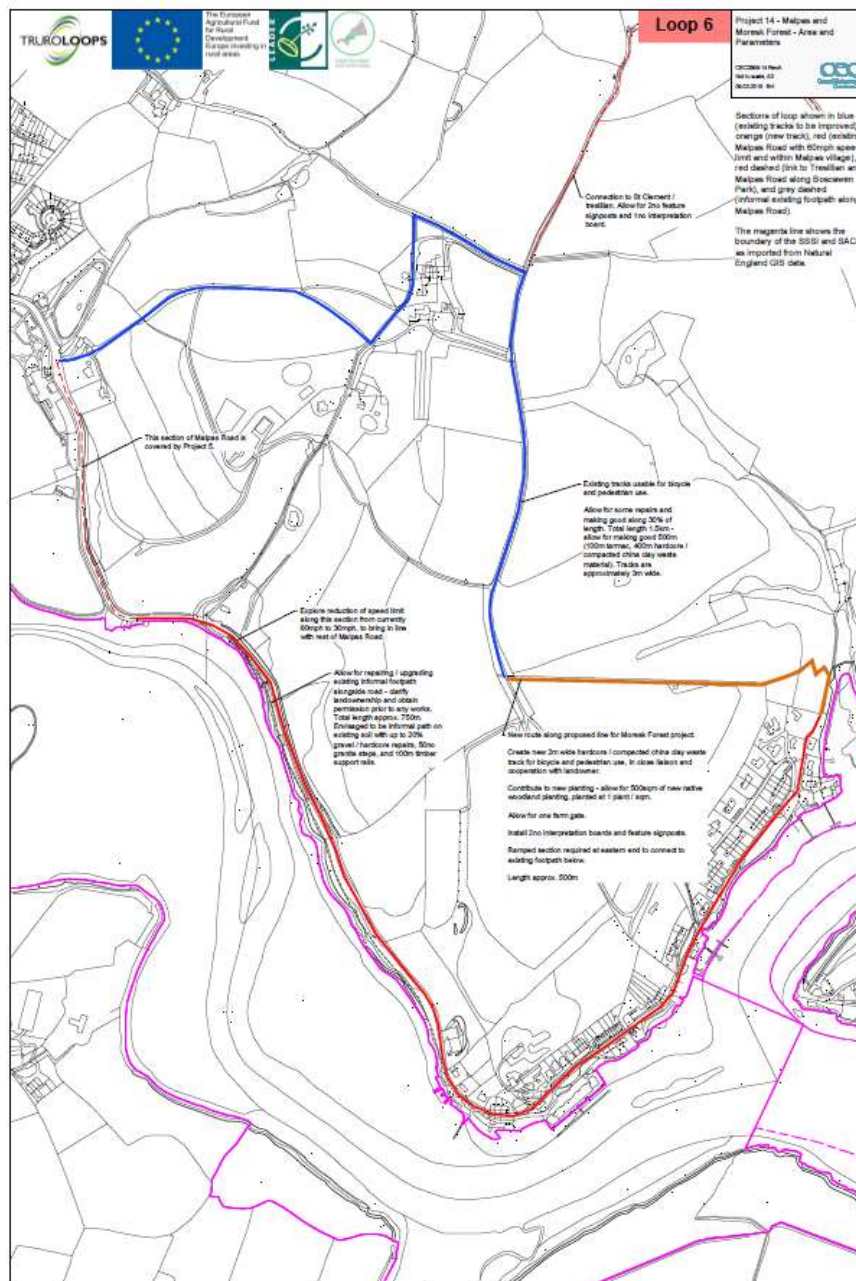 TRUROLOOPS
The European
Agricultural Fund
for Rural
Development:
Europe investing in
rural areas
LEADER
Loop 6
Project 14 - Malpas and
Moresk Forest - Area and
Parameters
Not to scale, A3
cec
Sections of loop shown in blue
(existing tracks to be improved),
orange (new track), red (existing
Malpas Road with 60mph speed
limit and within Malpas village),
red dashed (link to Tresillian and
Malpas Road along Boscawen
Park), and grey dashed
(informal existing footpath along
Malpas Road).
The magenta line shows the
boundary of the SSSI and SAC
as imported from Natural
England GIS data.
Connection to St Clement /
tresillian. Allow for 2no feature
signposts and 1no interpretation
board.
This section of Malpas Road is
covered by Project 5.
Existing tracks usable for bicycle
and pedestrian use.
Allow for some repairs and
making good along 30% of
length. Total length 1.5km -
allow for making good 500m
(100m tarmac, 400m hardcore /
compacted china clay waste
material). Tracks are
approximately 3m wide.
Explore reduction of speed limit
along this section from currently
60mph to 30mph, to bring in line
with rest of Malpas Road.
Allow for repairing / upgrading
existing informal footpath
alongside road - clarify
landownership and obtain
permission prior to any works.
Total length approx. 750m.
Envisaged to be informal path on
existing soil with up to 20%
gravel / hardcore repairs, 50no
granite steps, and 100m timber
support rails.
New route along proposed line for Moresk Forest project.
Create new 2m wide hardcore / compacted china clay waste
track for bicycle and pedestrian use, in close liaison and
cooperation with landowner.
Contribute to new planting - allow for 500sqm of new native
woodland planting, planted at 1 plant / sqm.
Allow for one farm gate.
Install 2no interpretation boards and feature signposts.
Ramped section required at eastern end to connect to
existing footpath below.
Length approx. 500m.